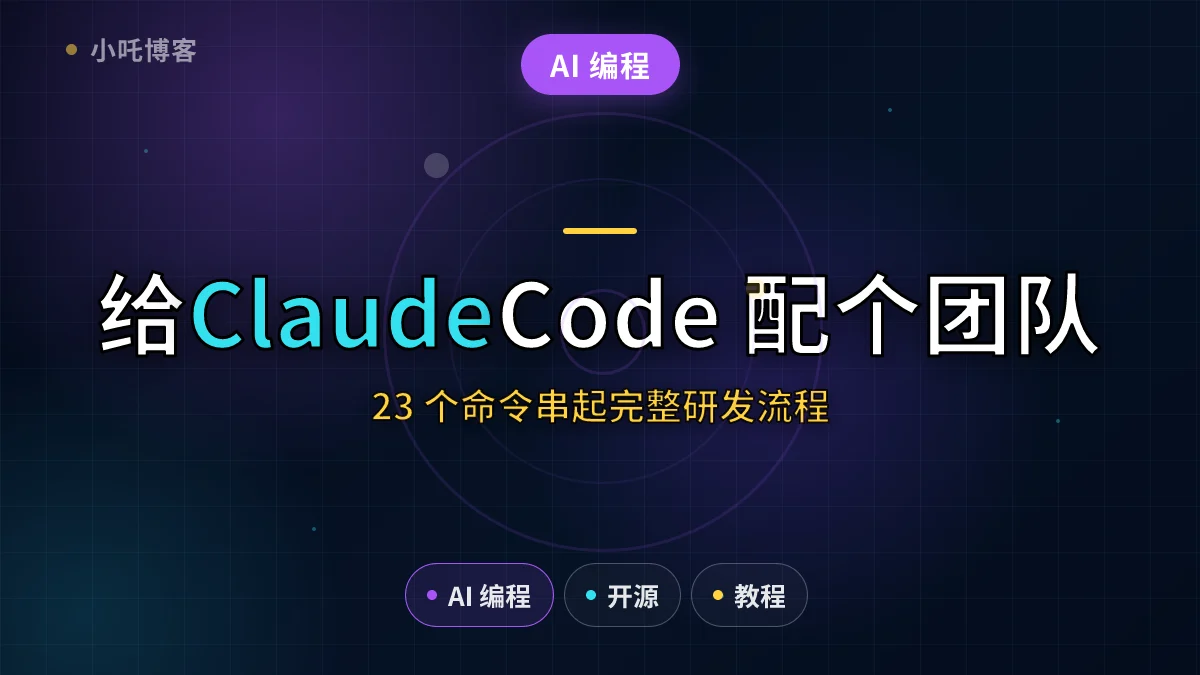 小吒博客
AI 编程
给ClaudeCode 配个团队
23 个命令串起完整研发流程
AI 编程
开源
教程